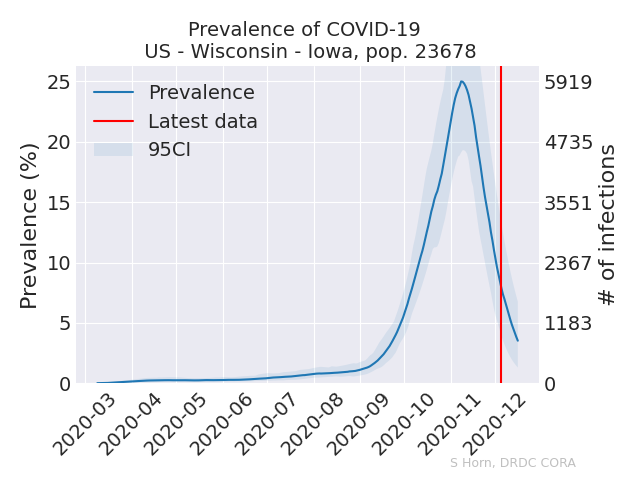 Prevalence of COVID-19
US - Wisconsin - Iowa, pop. 23678
Prevalence
Latest data
95CI
Prevalence (%)
25
20
15
10
5
0
5919
4735
3551
2367
1183
0
# of infections
2020-03
2020-04
2020-05
2020-06
2020-07
2020-08
2020-09
2020-10
2020-11
2020-12
S Horn, DRDC CORA